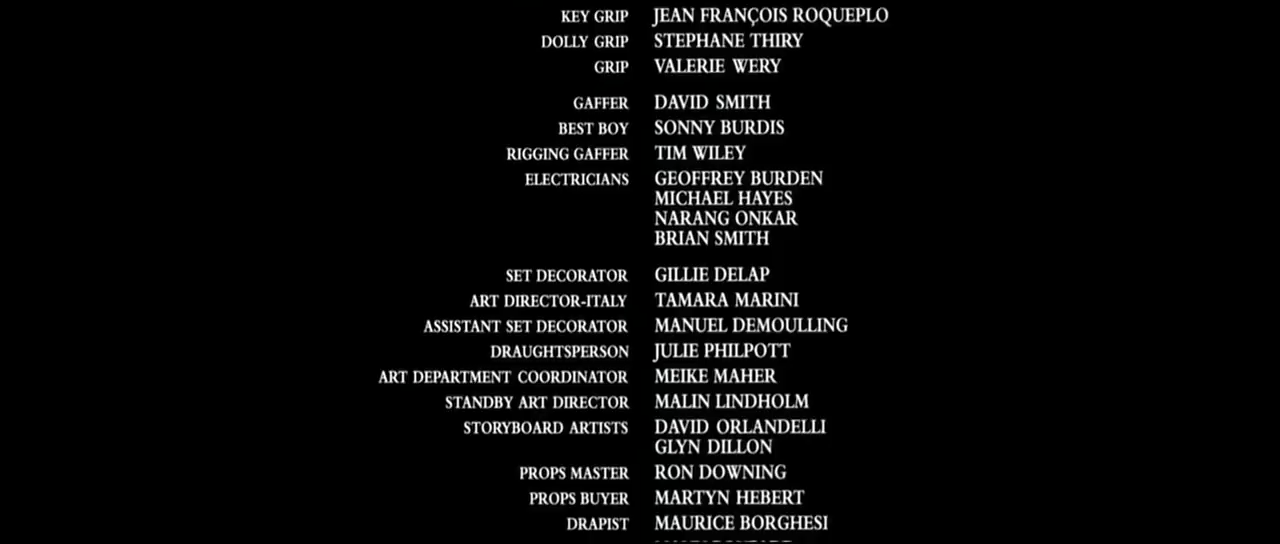 KEY GRIP JEAN FRANÇOIS ROQUEPLO
DOLLY GRIP STEPHANE THIRY
GRIP VALERIE WERY
GAFFER DAVID SMITH
BEST BOY SONNY BURDIS
RIGGING GAFFER TIM WILEY
ELECTRICIANS GEOFFREY BURDEN
MICHAEL HAYES
NARANG ONKAR
BRIAN SMITH
SET DECORATOR GILLIE DELAP
ART DIRECTOR-ITALY TAMARA MARINI
ASSISTANT SET DECORATOR MANUEL DEMOULLING
DRAUGHTSPERSON JULIE PHILPOTT
ART DEPARTMENT COORDINATOR MEIKE MAHER
STANDBY ART DIRECTOR MALIN LINDHOLM
STORYBOARD ARTISTS DAVID ORLANDELLI
GLYN DILLON
PROPS MASTER RON DOWNING
PROPS BUYER MARTYN HEBERT
DRAPIST MAURICE BORGHESI